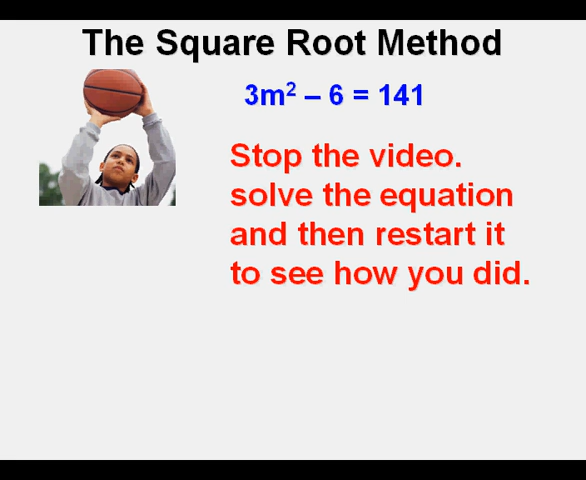 The Square Root Method
3m² – 6 = 141
Stop the video.
solve the equation
and then restart it
to see how you did.